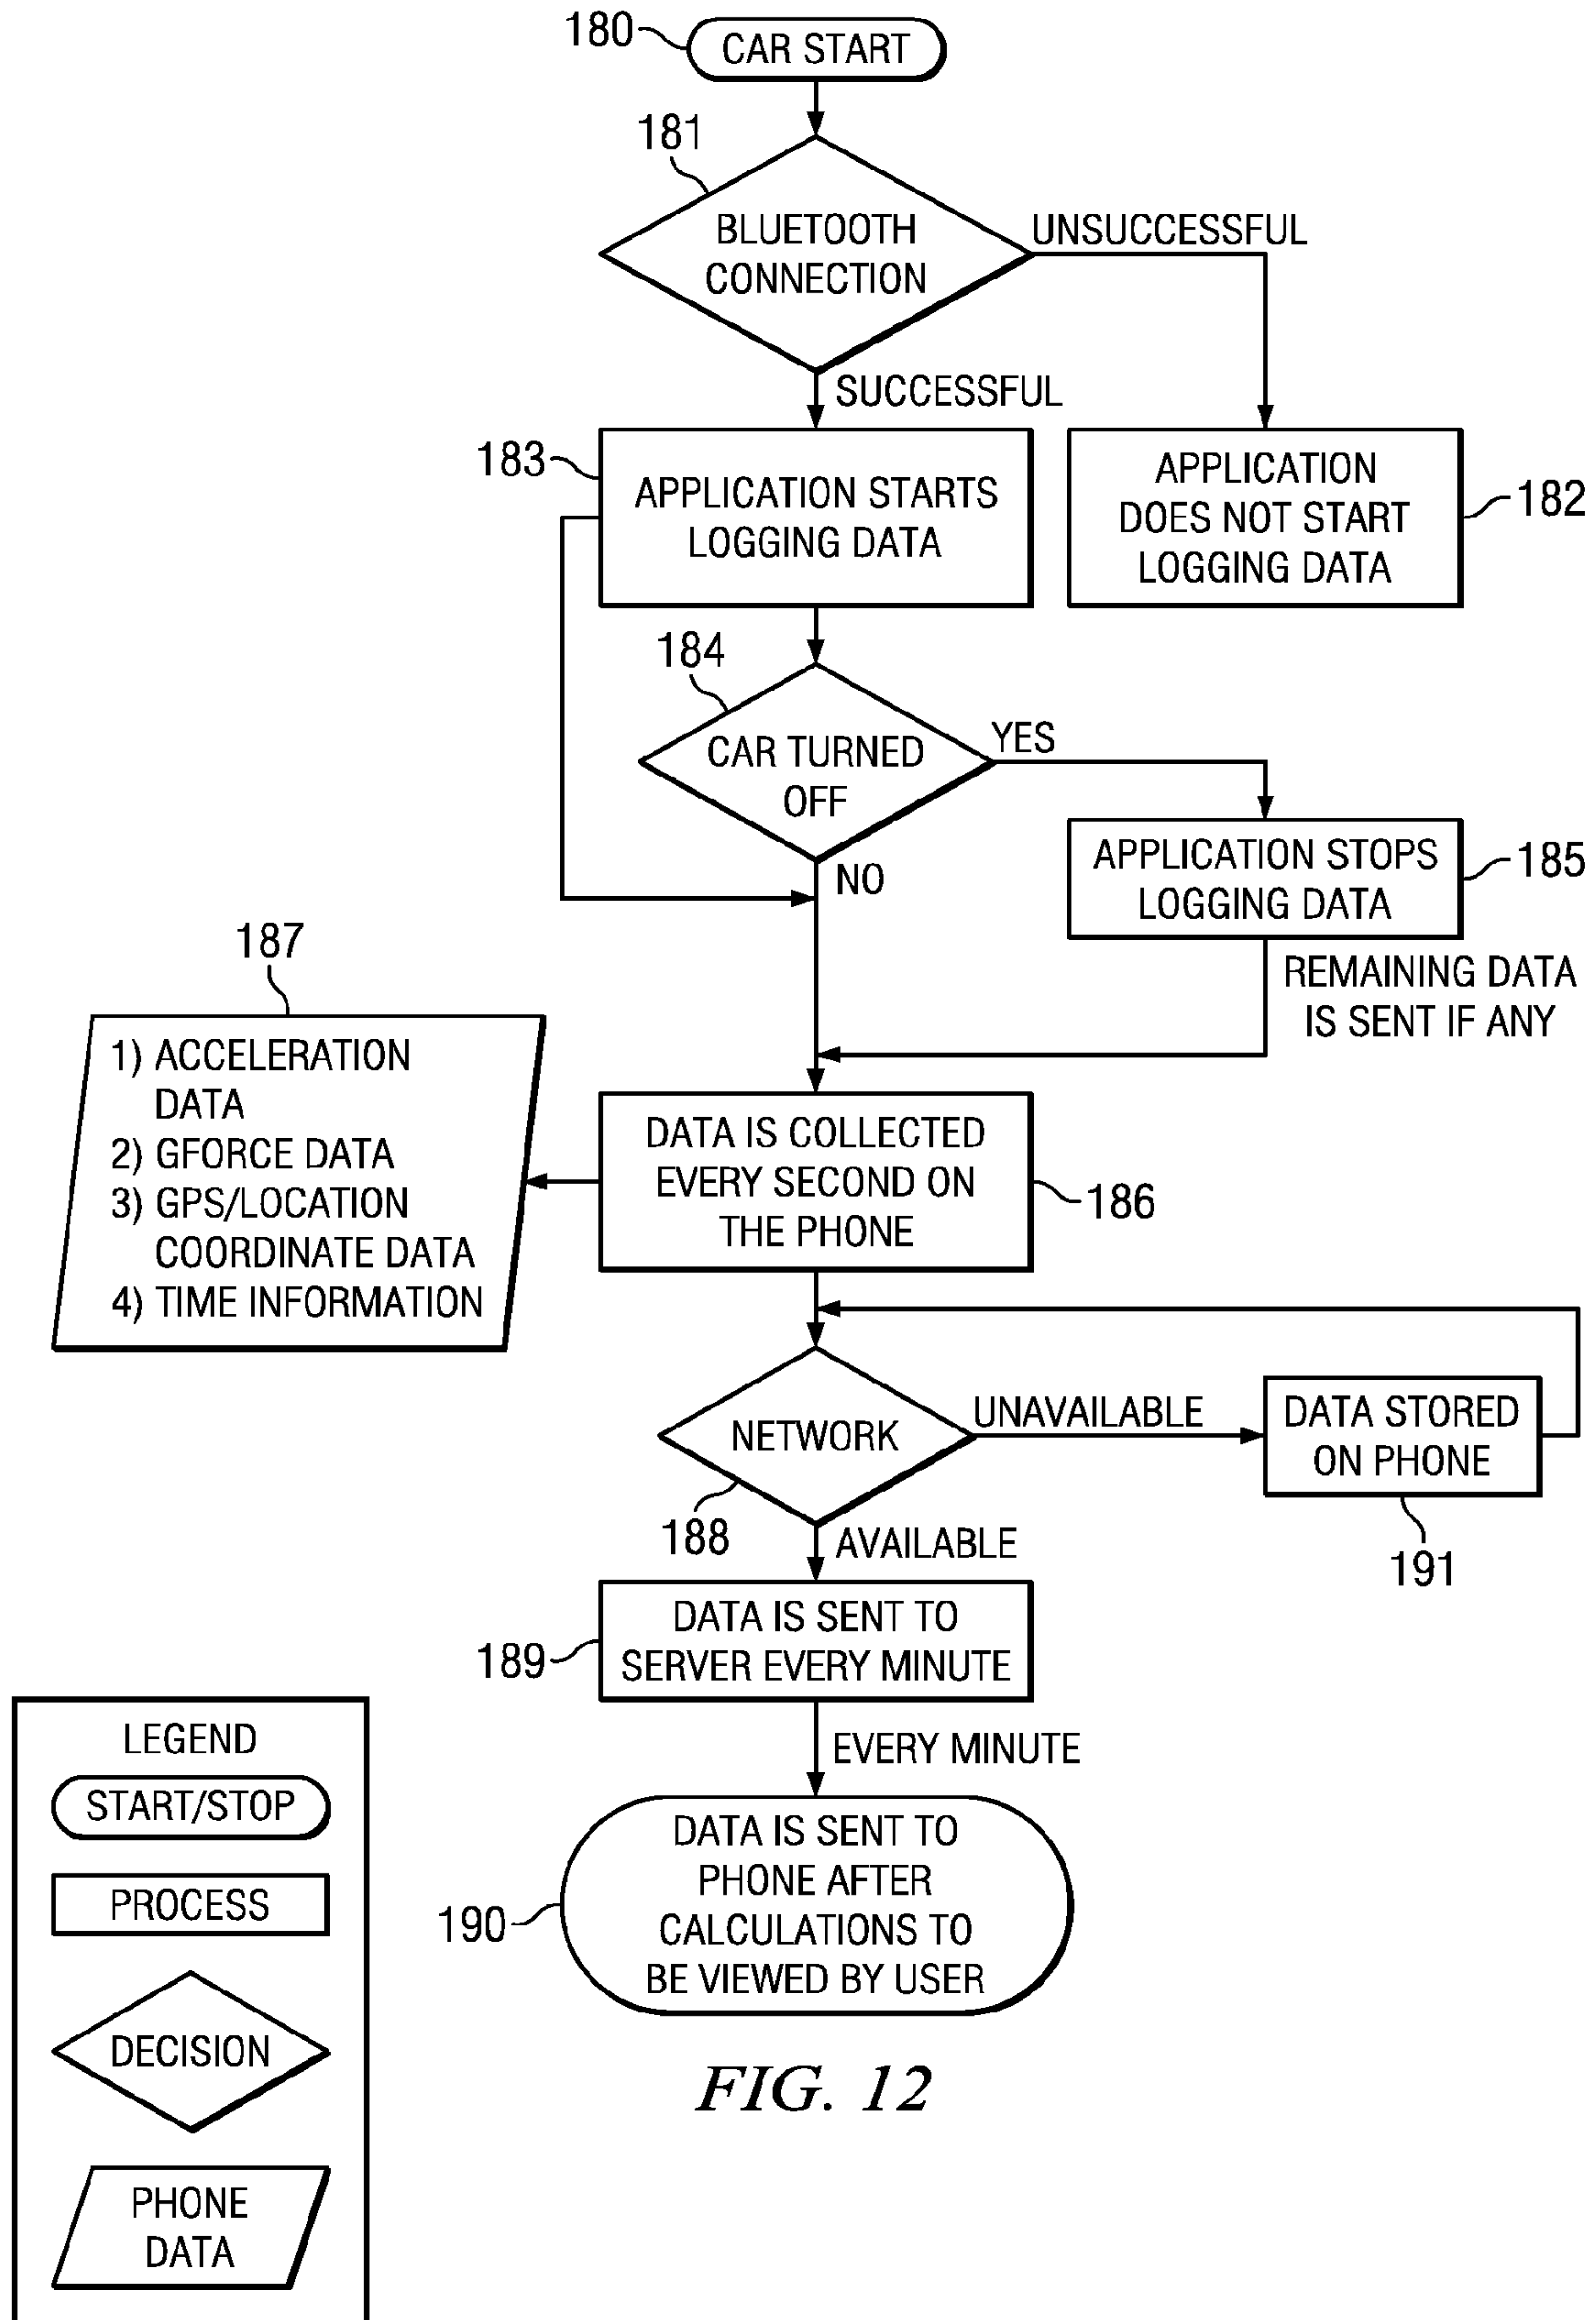 180
CAR START
181
BLUETOOTH
CONNECTION
UNSUCCESSFUL
SUCCESSFUL
183
APPLICATION STARTS
LOGGING DATA
APPLICATION
DOES NOT START
LOGGING DATA
182
184
CAR TURNED
OFF
YES
NO
APPLICATION STOPS
LOGGING DATA
185
REMAINING DATA
IS SENT IF ANY
187
1) ACCELERATION
DATA
2) GFORCE DATA
3) GPS/LOCATION
COORDINATE DATA
4) TIME INFORMATION
DATA IS COLLECTED
EVERY SECOND ON
THE PHONE
186
NETWORK
188
UNAVAILABLE
DATA STORED
ON PHONE
191
AVAILABLE
189
DATA IS SENT TO
SERVER EVERY MINUTE
EVERY MINUTE
190
DATA IS SENT TO
PHONE AFTER
CALCULATIONS TO
BE VIEWED BY USER
LEGEND
START/STOP
PROCESS
DECISION
PHONE
DATA
FIG. 12